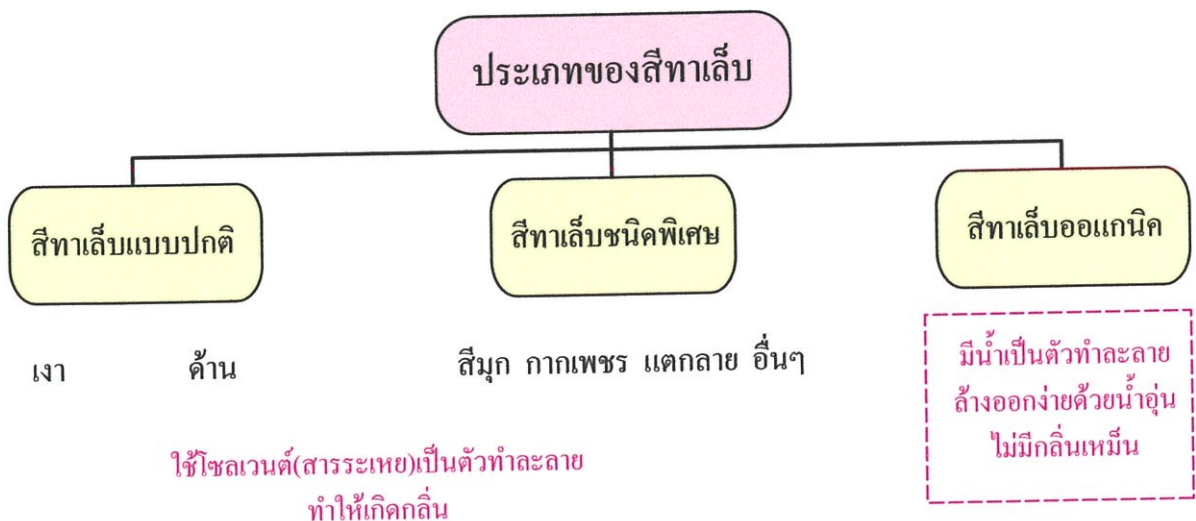 ประเภทของสีทาเล็บ
สีทาเล็บแบบปกติ
สีทาเล็บชนิดพิเศษ
สีทาเล็บออแกนิค
เงา ด้าน
สีมุก กากเพชร แตกลาย อื่นๆ
มีน้ำเป็นตัวทำละลาย
ล้างออกง่ายด้วยน้ำอุ่น
ไม่มีกลิ่นเหม็น
ใช้โซลเวนต์(สารระเหย)เป็นตัวทำละลาย
ทำให้เกิดกลิ่น